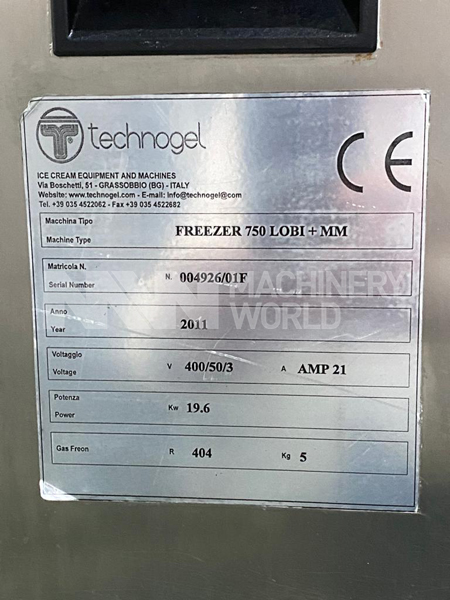 technogel
ICE CREAM EQUIPMENT AND MACHINES
Via Boschetti, 51 - GRASSOBBIO (BG) - ITALY
Website: www.technogel.com - E-mail: info@technogel.com
Tel. +39 035 4522062 - Fax +39 035 4522682
CE
Macchina Tipo
Machine Type
FREEZER 750 LOBI + MM
Matricola N.
Serial Number
N. 004926/01F
MACHINERY
WORLD
Anno
Year
2011
Voltaggio
Voltage
V 400/50/3 A AMP 21
Potenza
Power
Kw 19.6
Gas Freon R 404 Kg 5